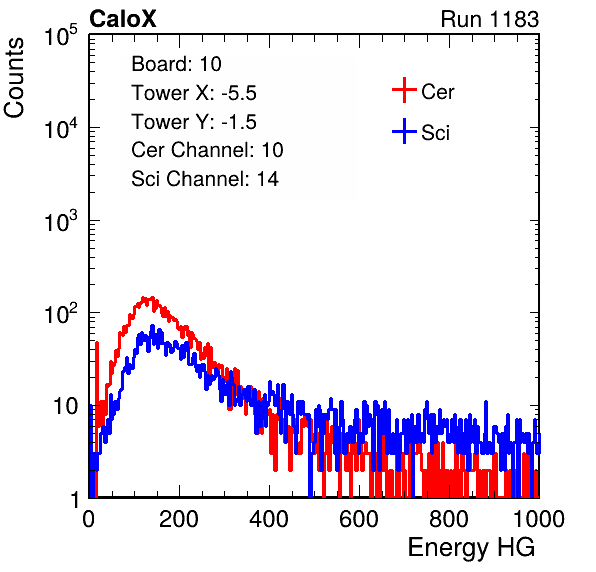 CaloX Run 1183
Counts
Board: 10
Tower X: -5.5
Tower Y: -1.5
Cer Channel: 10
Sci Channel: 14
Cer
Sci
10^5
10^4
10^3
10^2
10
1
0 200 400 600 800 1000
Energy HG